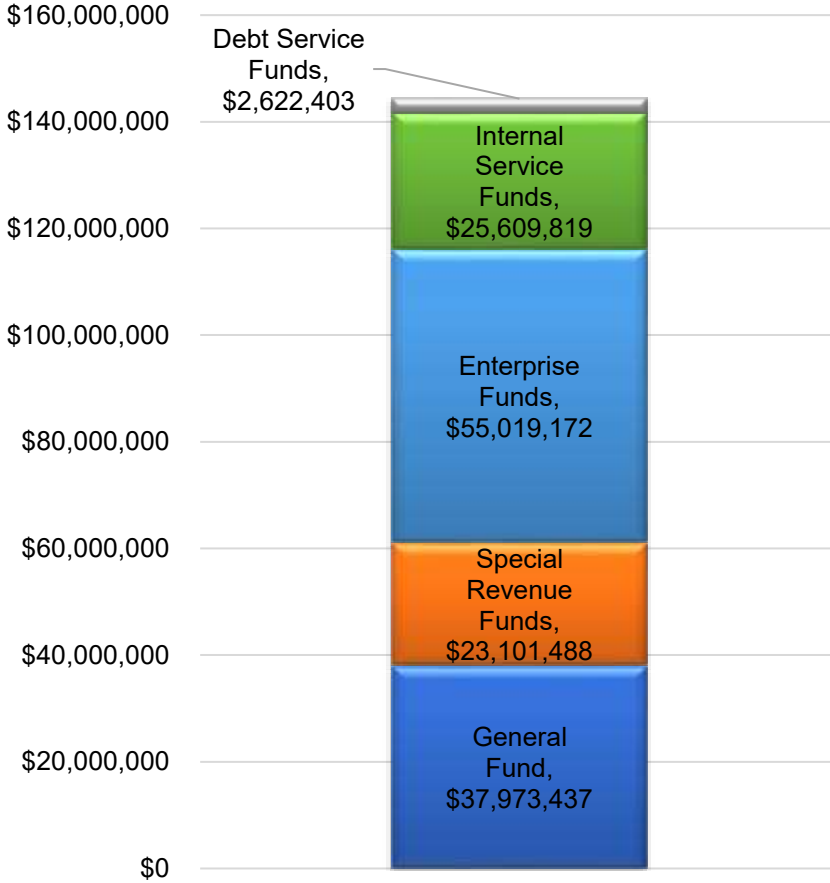 $160,000,000
Debt Service
Funds,
$2,622,403
$140,000,000
Internal
Service
Funds,
$25,609,819
$120,000,000
$100,000,000
Enterprise
Funds,
$55,019,172
$80,000,000
$60,000,000
Special
Revenue
Funds,
$23,101,488
$40,000,000
General
Fund,
$37,973,437
$20,000,000
$0